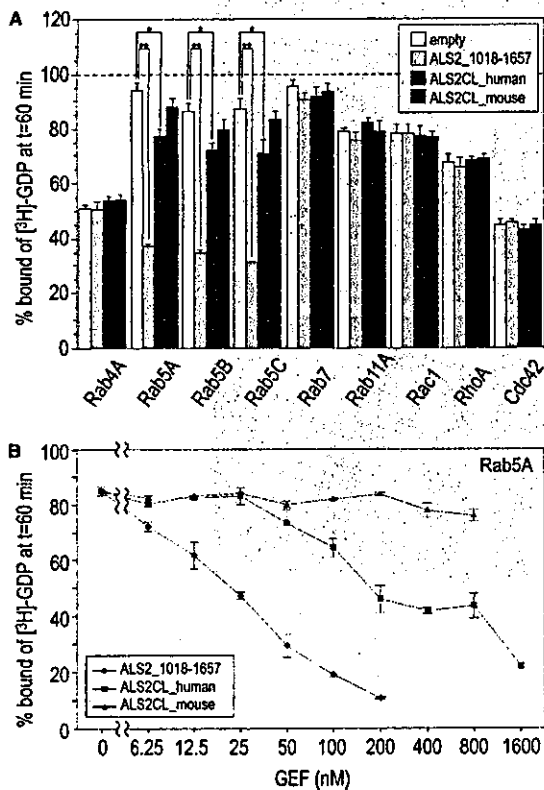 A
% bound of [³H]-GDP at t=60 min
120
100
80
60
40
20
0
* * *
** ** **
empty
ALS2_1018-1657
ALS2CL_human
ALS2CL_mouse
Rab4A Rab5A Rab5B Rab5C Rab7 Rab11A Rac1 RhoA Cdc42
B
Rab5A
% bound of [³H]-GDP at t=60 min
100
80
60
40
20
0
ALS2_1018-1657
ALS2CL_human
ALS2CL_mouse
0 6.25 12.5 25 50 100 200 400 800 1600
GEF (nM)